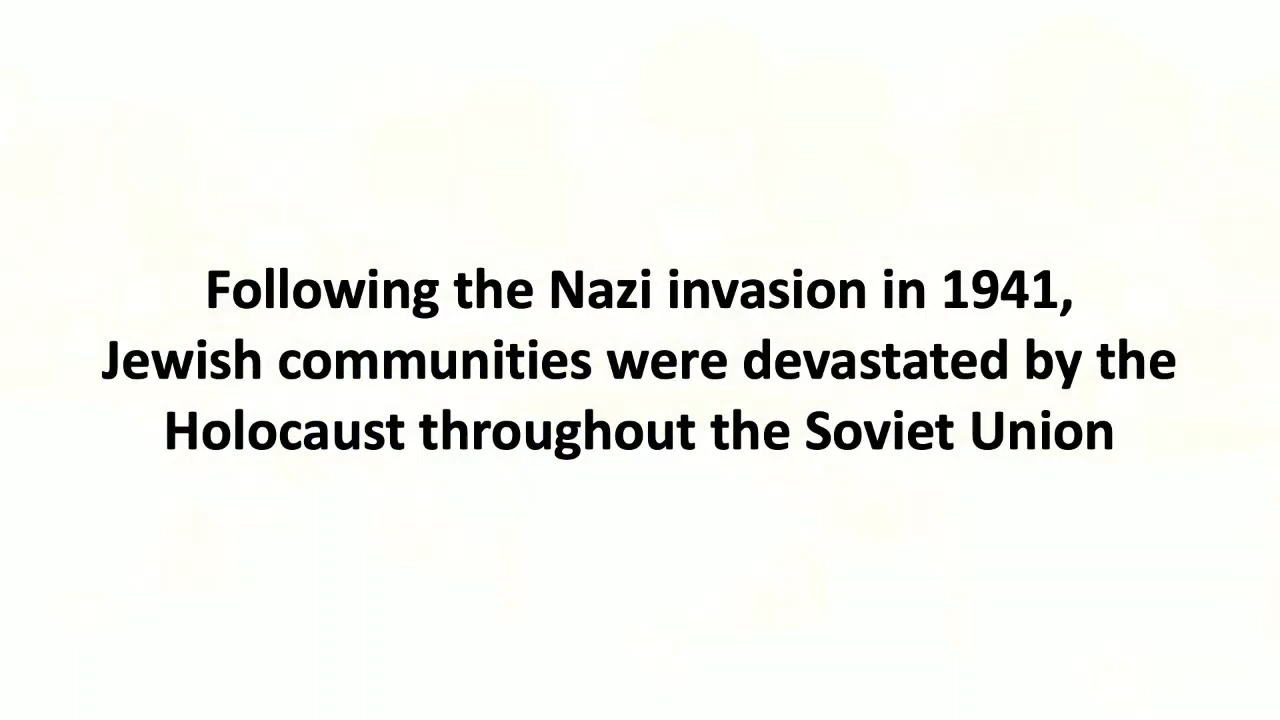 Following the Nazi invasion in 1941,
Jewish communities were devastated by the
Holocaust throughout the Soviet Union